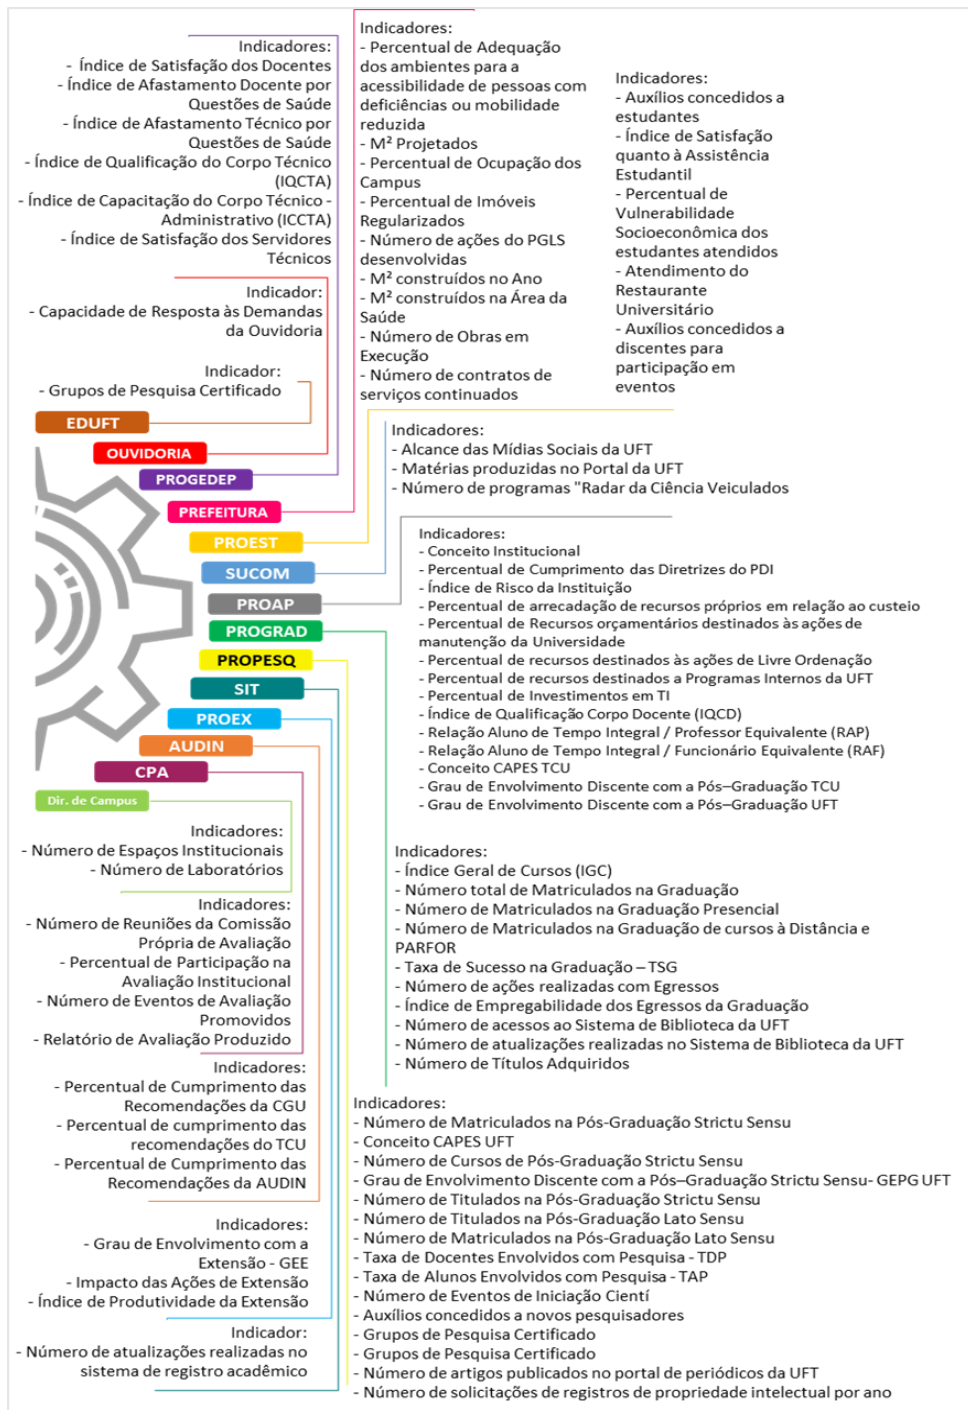 Indicadores:
- Índice de Satisfação dos Docentes
- Índice de Afastamento Docente por
Questões de Saúde
- Índice de Afastamento Técnico por
Questões de Saúde
- Índice de Qualificação do Corpo Técnico
(IQCTA)
- Índice de Capacitação do Corpo Técnico -
Administrativo (ICCTA)
- Índice de Satisfação dos Servidores
Técnicos
Indicador:
- Capacidade de Resposta às Demandas
da Ouvidoria
Indicador:
- Grupos de Pesquisa Certificado
Indicadores:
- Percentual de Adequação
dos ambientes para a
acessibilidade de pessoas com
deficiências ou mobilidade
reduzida
- M² Projetados
- Percentual de Ocupação dos
Campus
- Percentual de Imóveis
Regularizados
- Número de ações do PGLS
desenvolvidas
- M² construídos no Ano
- M² construídos na Área da
Saúde
- Número de Obras em
Execução
- Número de contratos de
serviços continuados
Indicadores:
- Auxílios concedidos a
estudantes
- Índice de Satisfação
quanto à Assistência
Estudantil
- Percentual de
Vulnerabilidade
Socioeconômica dos
estudantes atendidos
- Atendimento do
Restaurante
Universitário
- Auxílios concedidos a
discentes para
participação em
eventos
EDUFT
OUVIDORIA
PROGEDEP
PREFEITURA
PROEST
SUCOM
PROAP
PROGRAD
PROPESQ
SIT
PROEX
AUDIN
CPA
Dir. de Campus
Indicadores:
- Alcance das Mídias Sociais da UFT
- Matérias produzidas no Portal da UFT
- Número de programas "Radar da Ciência Veiculados
Indicadores:
- Conceito Institucional
- Percentual de Cumprimento das Diretrizes do PDI
- Índice de Risco da Instituição
- Percentual de arrecadação de recursos próprios em relação ao custeio
- Percentual de Recursos orçamentários destinados às ações de
manutenção da Universidade
- Percentual de recursos destinados às ações de Livre Ordenação
- Percentual de recursos destinados a Programas Internos da UFT
- Percentual de Investimentos em TI
- Índice de Qualificação Corpo Docente (IQCD)
- Relação Aluno de Tempo Integral / Professor Equivalente (RAP)
- Relação Aluno de Tempo Integral / Funcionário Equivalente (RAF)
- Conceito CAPES TCU
- Grau de Envolvimento Discente com a Pós–Graduação TCU
- Grau de Envolvimento Discente com a Pós–Graduação UFT
Indicadores:
- Número de Espaços Institucionais
- Número de Laboratórios
Indicadores:
- Número de Reuniões da Comissão
Própria de Avaliação
- Percentual de Participação na
Avaliação Institucional
- Número de Eventos de Avaliação
Promovidos
- Relatório de Avaliação Produzido
Indicadores:
- Percentual de Cumprimento das
Recomendações da CGU
- Percentual de cumprimento das
recomendações do TCU
- Percentual de Cumprimento das
Recomendações da AUDIN
Indicadores:
- Grau de Envolvimento com a
Extensão - GEE
- Impacto das Ações de Extensão
- Índice de Produtividade da Extensão
Indicador:
- Número de atualizações realizadas no
sistema de registro acadêmico
Indicadores:
- Índice Geral de Cursos (IGC)
- Número total de Matriculados na Graduação
- Número de Matriculados na Graduação Presencial
- Número de Matriculados na Graduação de cursos à Distância e
PARFOR
- Taxa de Sucesso na Graduação – TSG
- Número de ações realizadas com Egressos
- Índice de Empregabilidade dos Egressos da Graduação
- Número de acessos ao Sistema de Biblioteca da UFT
- Número de atualizações realizadas no Sistema de Biblioteca da UFT
- Número de Títulos Adquiridos
Indicadores:
- Número de Matriculados na Pós-Graduação Strictu Sensu
- Conceito CAPES UFT
- Número de Cursos de Pós-Graduação Strictu Sensu
- Grau de Envolvimento Discente com a Pós–Graduação Strictu Sensu- GEPG UFT
- Número de Titulados na Pós-Graduação Strictu Sensu
- Número de Titulados na Pós-Graduação Lato Sensu
- Número de Matriculados na Pós-Graduação Lato Sensu
- Taxa de Docentes Envolvidos com Pesquisa - TDP
- Taxa de Alunos Envolvidos com Pesquisa - TAP
- Número de Eventos de Iniciação Cientí
- Auxílios concedidos a novos pesquisadores
- Grupos de Pesquisa Certificado
- Grupos de Pesquisa Certificado
- Número de artigos publicados no portal de periódicos da UFT
- Número de solicitações de registros de propriedade intelectual por ano